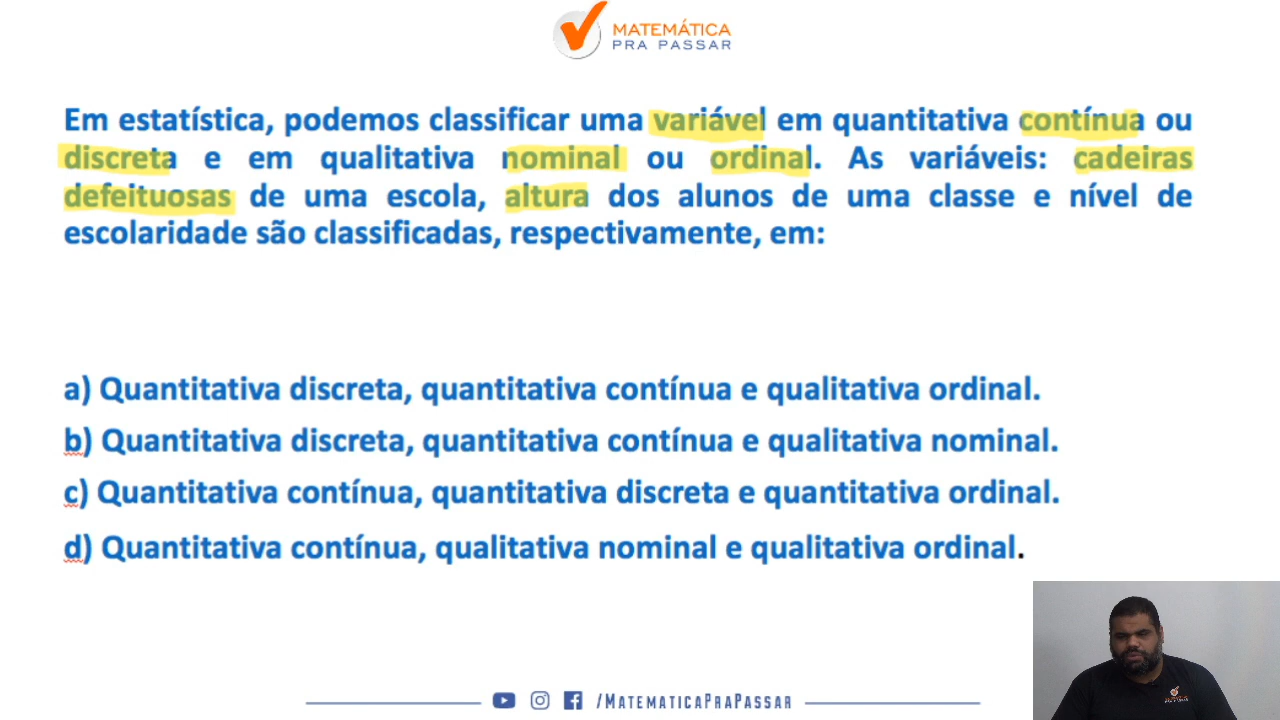 MATEMÁTICA
PRA PASSAR
Em estatística, podemos classificar uma variável em quantitativa contínua ou
discreta e em qualitativa nominal ou ordinal. As variáveis: cadeiras
defeituosas de uma escola, altura dos alunos de uma classe e nível de
escolaridade são classificadas, respectivamente, em:
a) Quantitativa discreta, quantitativa contínua e qualitativa ordinal.
b) Quantitativa discreta, quantitativa contínua e qualitativa nominal.
c) Quantitativa contínua, quantitativa discreta e quantitativa ordinal.
d) Quantitativa contínua, qualitativa nominal e qualitativa ordinal.
/MATEMATICAPRAPASSAR